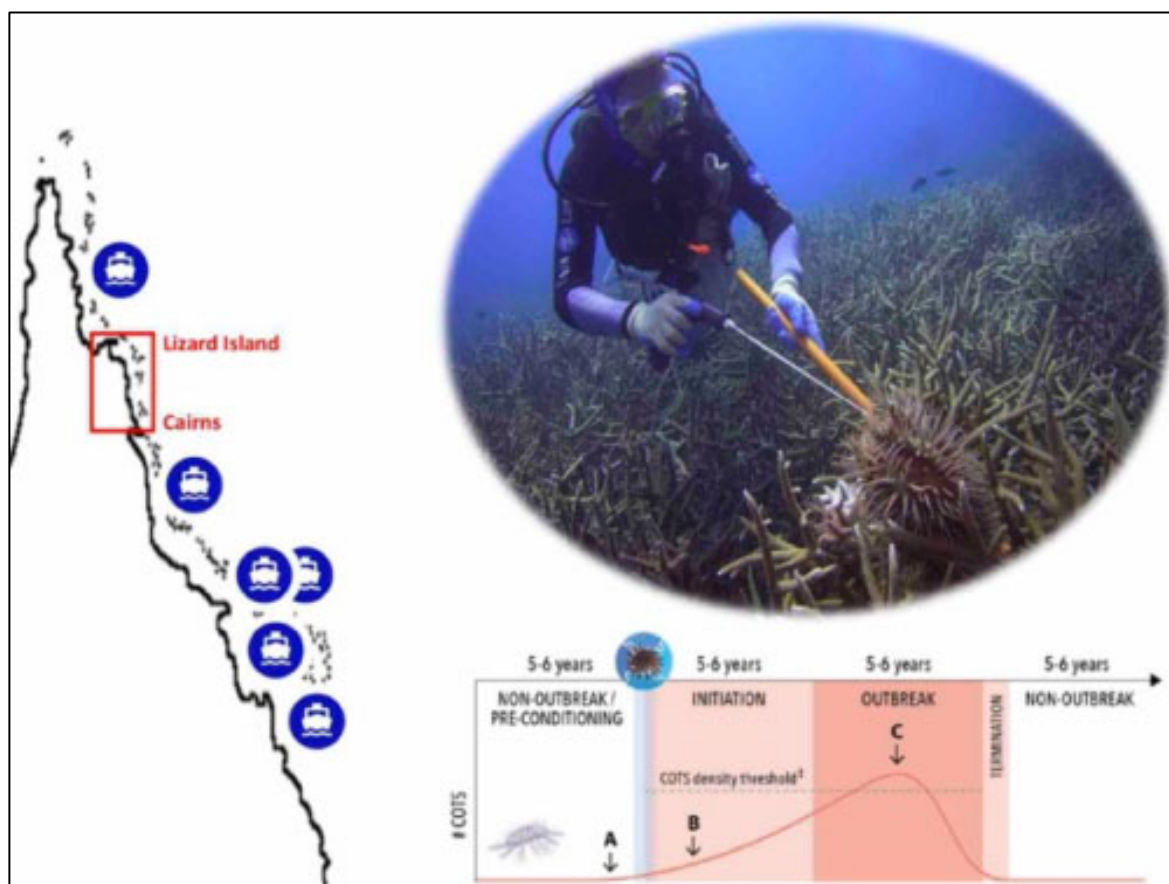 Lizard Island
Cairns
5-6 years 5-6 years 5-6 years 5-6 years
NON-OUTBREAK /
PRE-CONDITIONING
INITIATION
OUTBREAK
TERMINATION
NON-OUTBREAK
C
COTS density threshold‡
# COTS
A
B